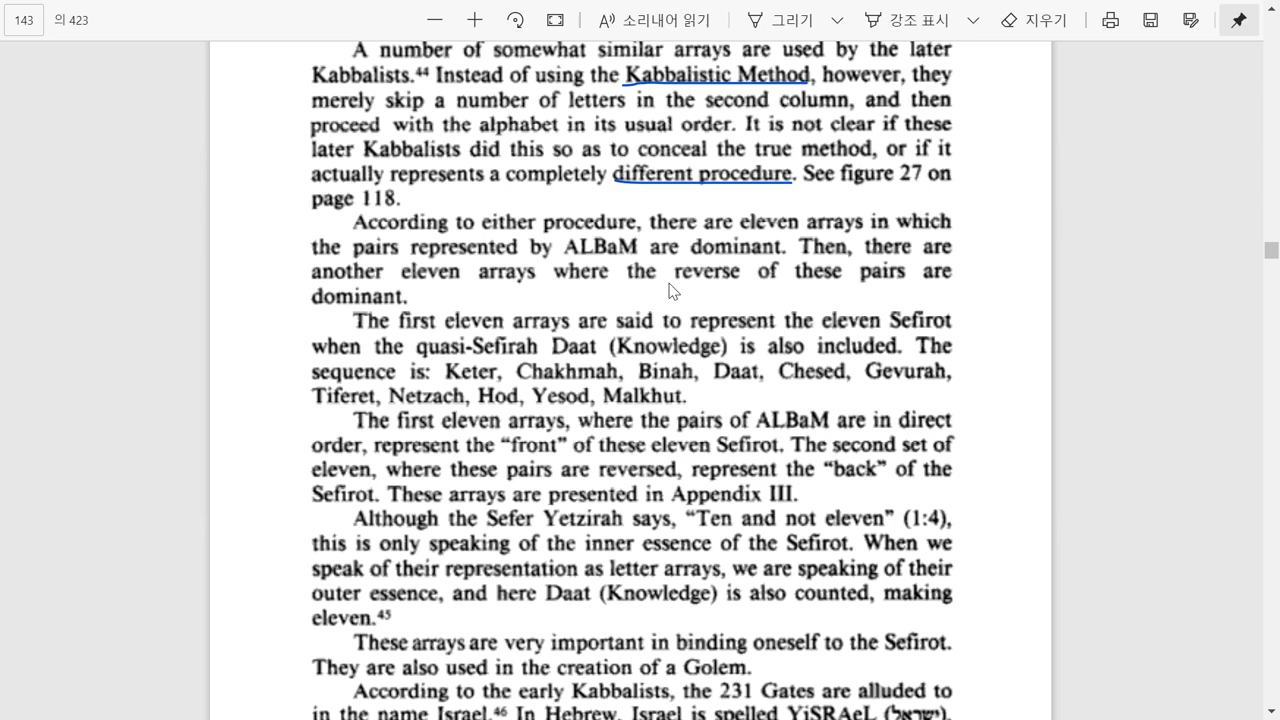 143 의 423 소리내어 읽기 그리기 강조 표시 지우기
A number of somewhat similar arrays are used by the later
Kabbalists.⁴⁴ Instead of using the Kabbalistic Method, however, they
merely skip a number of letters in the second column, and then
proceed with the alphabet in its usual order. It is not clear if these
later Kabbalists did this so as to conceal the true method, or if it
actually represents a completely different procedure. See figure 27 on
page 118.
According to either procedure, there are eleven arrays in which
the pairs represented by ALBaM are dominant. Then, there are
another eleven arrays where the reverse of these pairs are
dominant.
The first eleven arrays are said to represent the eleven Sefirot
when the quasi-Sefirah Daat (Knowledge) is also included. The
sequence is: Keter, Chakhmah, Binah, Daat, Chesed, Gevurah,
Tiferet, Netzach, Hod, Yesod, Malkhut.
The first eleven arrays, where the pairs of ALBaM are in direct
order, represent the “front” of these eleven Sefirot. The second set of
eleven, where these pairs are reversed, represent the “back” of the
Sefirot. These arrays are presented in Appendix III.
Although the Sefer Yetzirah says, “Ten and not eleven” (1:4),
this is only speaking of the inner essence of the Sefirot. When we
speak of their representation as letter arrays, we are speaking of their
outer essence, and here Daat (Knowledge) is also counted, making
eleven.⁴⁵
These arrays are very important in binding oneself to the Sefirot.
They are also used in the creation of a Golem.
According to the early Kabbalists, the 231 Gates are alluded to
in the name Israel.⁴⁶ In Hebrew, Israel is spelled YiSRAeL (ישראל),